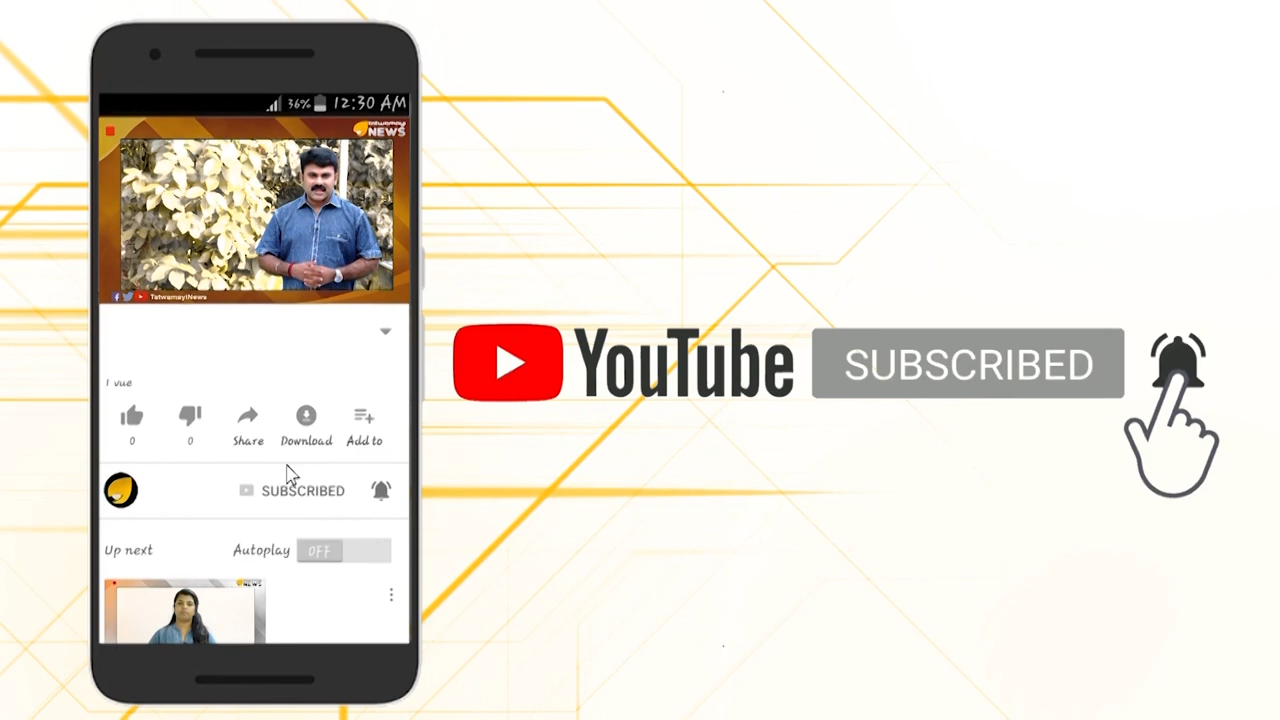 36% 12:30 AM
Tatwamayi
NEWS
TatwamayiNews
1 vue
0 0 Share Download Add to
SUBSCRIBED
Up next Autoplay OFF
NEWS
YouTube SUBSCRIBED